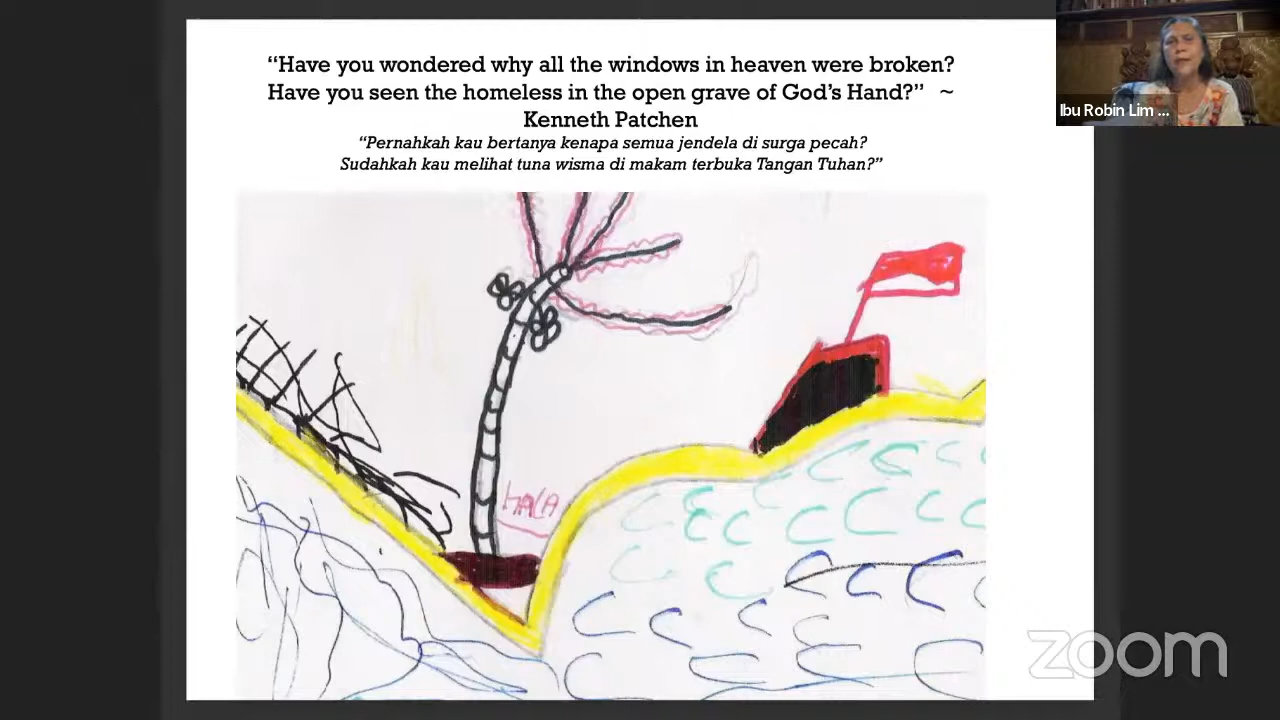 “Have you wondered why all the windows in heaven were broken?
Have you seen the homeless in the open grave of God’s Hand?” ~
Kenneth Patchen
“Pernahkah kau bertanya kenapa semua jendela di surga pecah?
Sudahkah kau melihat tuna wisma di makam terbuka Tangan Tuhan?”
Ibu Robin Lim ...
HALA
zoom